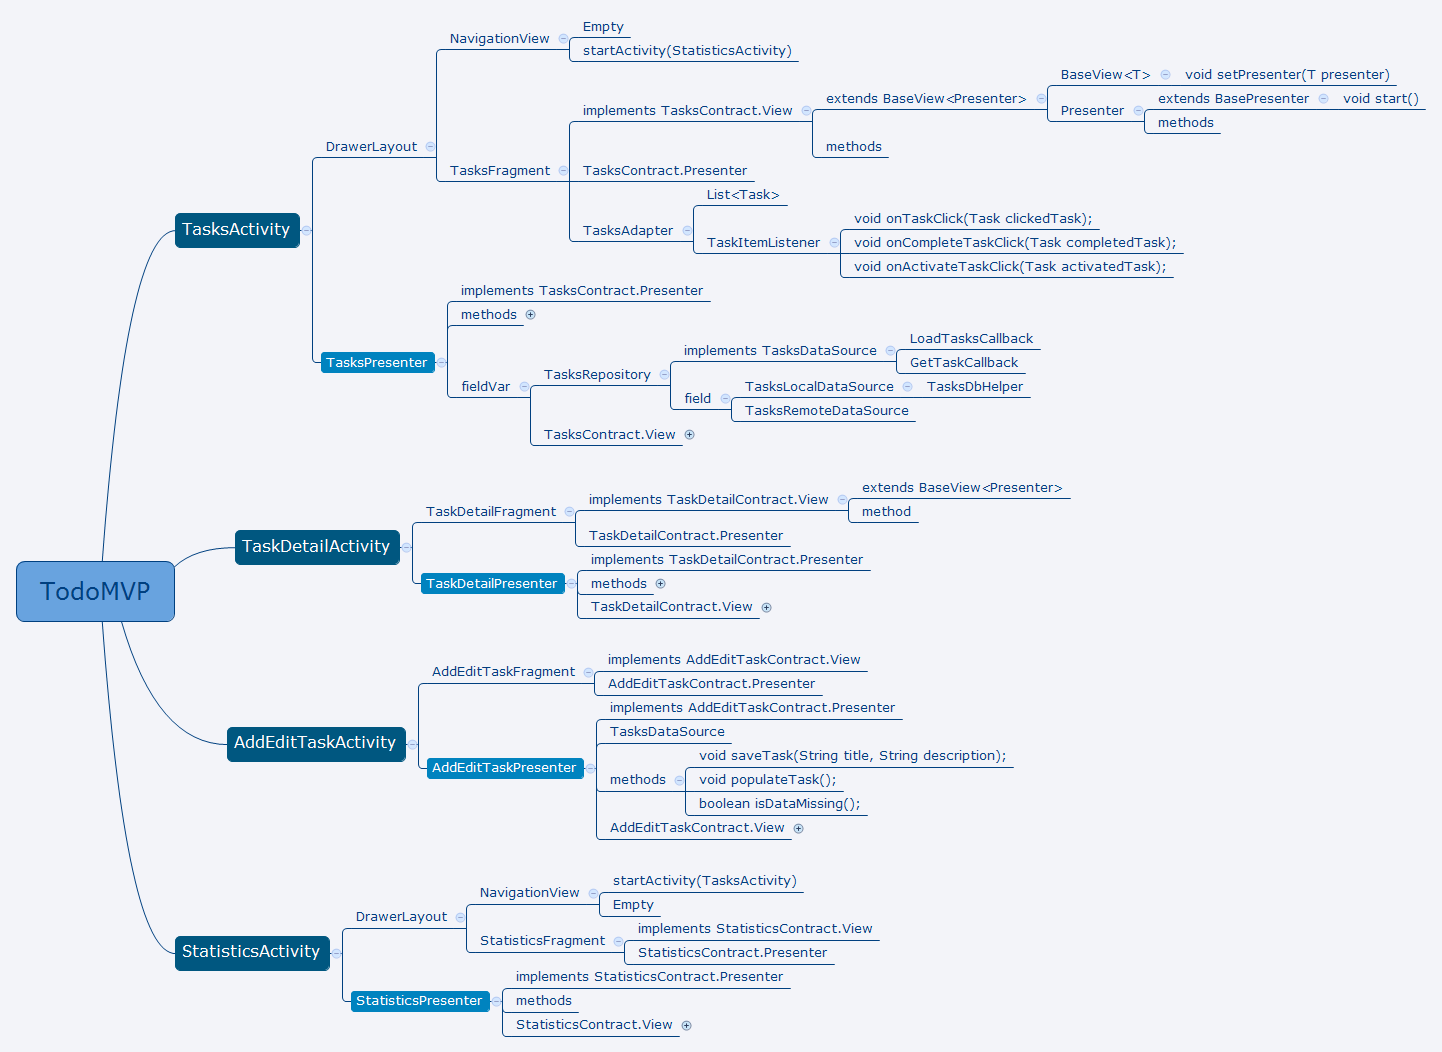 TodoMVP
TasksActivity
DrawerLayout
NavigationView
Empty
startActivity(StatisticsActivity)
TasksFragment
implements TasksContract.View
extends BaseView<Presenter>
BaseView<T>
void setPresenter(T presenter)
Presenter
extends BasePresenter
void start()
methods
methods
TasksContract.Presenter
TasksAdapter
List<Task>
TaskItemListener
void onTaskClick(Task clickedTask);
void onCompleteTaskClick(Task completedTask);
void onActivateTaskClick(Task activatedTask);
TasksPresenter
implements TasksContract.Presenter
methods
fieldVar
TasksRepository
implements TasksDataSource
LoadTasksCallback
GetTaskCallback
field
TasksLocalDataSource
TasksDbHelper
TasksRemoteDataSource
TasksContract.View
TaskDetailActivity
TaskDetailFragment
implements TaskDetailContract.View
extends BaseView<Presenter>
method
TaskDetailContract.Presenter
TaskDetailPresenter
implements TaskDetailContract.Presenter
methods
TaskDetailContract.View
AddEditTaskActivity
AddEditTaskFragment
implements AddEditTaskContract.View
AddEditTaskContract.Presenter
AddEditTaskPresenter
implements AddEditTaskContract.Presenter
TasksDataSource
methods
void saveTask(String title, String description);
void populateTask();
boolean isDataMissing();
AddEditTaskContract.View
StatisticsActivity
DrawerLayout
NavigationView
startActivity(TasksActivity)
Empty
StatisticsFragment
implements StatisticsContract.View
StatisticsContract.Presenter
StatisticsPresenter
implements StatisticsContract.Presenter
methods
StatisticsContract.View